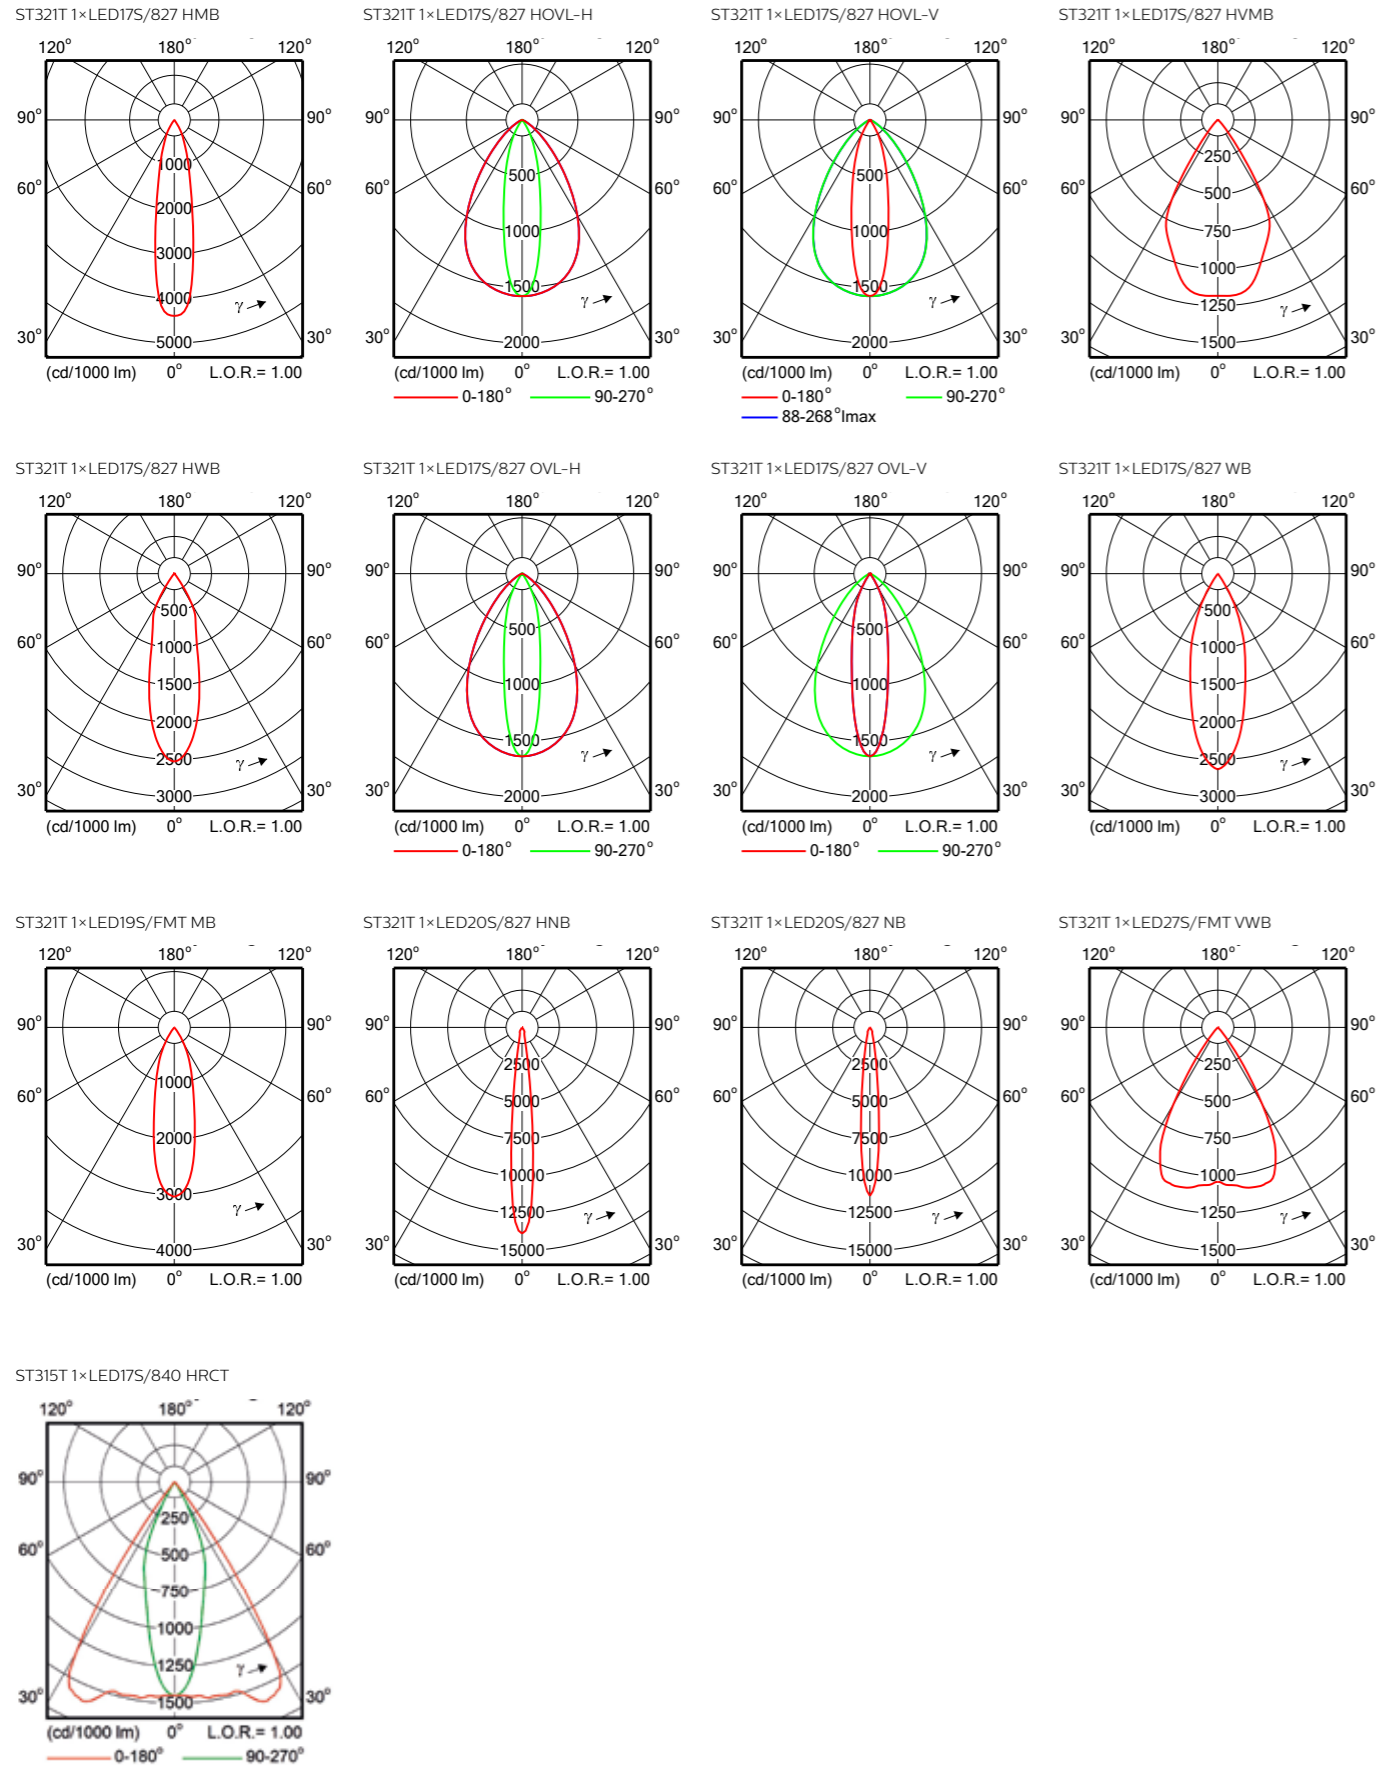 ST321T 1×LED17S/827 HMB
120° 180° 120°
90° 90°
1000
60° 2000 60°
3000
4000
γ
30° 5000 30°
(cd/1000 lm) 0° L.O.R.= 1.00
ST321T 1×LED17S/827 HOVL-H
120° 180° 120°
90° 90°
500
60° 60°
1000
1500
γ
30° 2000 30°
(cd/1000 lm) 0° L.O.R.= 1.00
0-180° 90-270°
ST321T 1×LED17S/827 HOVL-V
120° 180° 120°
90° 90°
500
60° 60°
1000
1500
γ
30° 2000 30°
(cd/1000 lm) 0° L.O.R.= 1.00
0-180° 90-270°
88-268°Imax
ST321T 1×LED17S/827 HVMB
120° 180° 120°
90° 90°
250
60° 500 60°
750
1000
1250
γ
30° 1500 30°
(cd/1000 lm) 0° L.O.R.= 1.00
ST321T 1×LED17S/827 HWB
120° 180° 120°
90° 90°
500
60° 1000 60°
1500
2000
2500
γ
30° 3000 30°
(cd/1000 lm) 0° L.O.R.= 1.00
ST321T 1×LED17S/827 OVL-H
120° 180° 120°
90° 90°
500
60° 60°
1000
1500
γ
30° 2000 30°
(cd/1000 lm) 0° L.O.R.= 1.00
0-180° 90-270°
ST321T 1×LED17S/827 OVL-V
120° 180° 120°
90° 90°
500
60° 60°
1000
1500
γ
30° 2000 30°
(cd/1000 lm) 0° L.O.R.= 1.00
0-180° 90-270°
ST321T 1×LED17S/827 WB
120° 180° 120°
90° 90°
500
60° 1000 60°
1500
2000
2500
γ
30° 3000 30°
(cd/1000 lm) 0° L.O.R.= 1.00
ST321T 1×LED19S/FMT MB
120° 180° 120°
90° 90°
1000
60° 60°
2000
3000
γ
30° 4000 30°
(cd/1000 lm) 0° L.O.R.= 1.00
ST321T 1×LED20S/827 HNB
120° 180° 120°
90° 90°
2500
60° 5000 60°
7500
10000
12500
γ
30° 15000 30°
(cd/1000 lm) 0° L.O.R.= 1.00
ST321T 1×LED20S/827 NB
120° 180° 120°
90° 90°
2500
60° 5000 60°
7500
10000
12500
γ
30° 15000 30°
(cd/1000 lm) 0° L.O.R.= 1.00
ST321T 1×LED27S/FMT VWB
120° 180° 120°
90° 90°
250
60° 500 60°
750
1000
1250
γ
30° 1500 30°
(cd/1000 lm) 0° L.O.R.= 1.00
ST315T 1×LED17S/840 HRCT
120° 180° 120°
90° 90°
250
60° 500 60°
750
1000
1250
γ
30° 1500 30°
(cd/1000 lm) 0° L.O.R.= 1.00
0-180° 90-270°